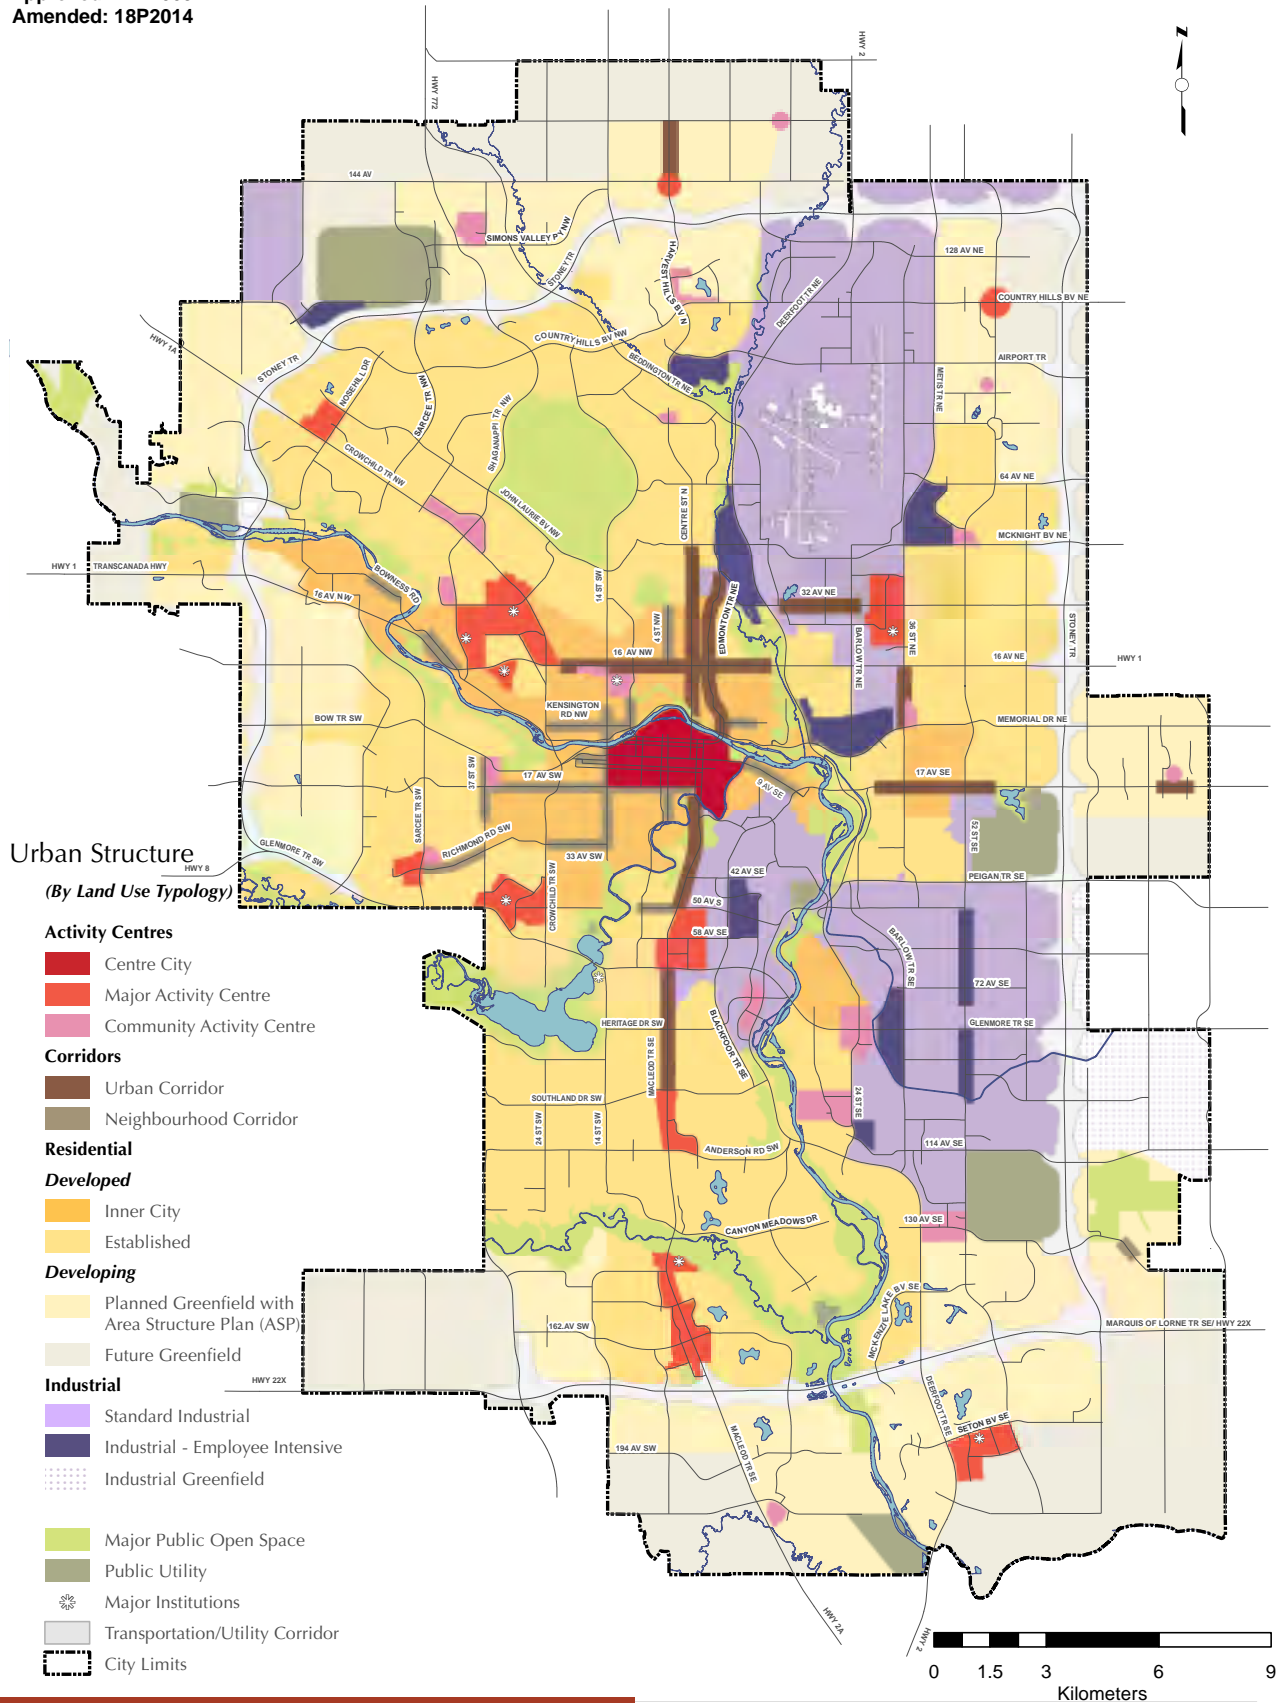 Amended: 18P2014
N
HWY 2
HWY 772
144 AV
SIMONS VALLEY PY NW
STONEY TR
HARVEST HILLS BV N
128 AV NE
DEERFOOT TR NE
COUNTRY HILLS BV NE
HWY 1A
COUNTRY HILLS BV NW
BEDDINGTON TR NE
AIRPORT TR
STONEY TR
NOSEHILL DR
SARCEE TR NW
SHAGANAPPI TR NW
METIS TR NE
CROWCHILD TR NW
JOHN LAURIE BV NW
CENTRE ST N
64 AV NE
MCKNIGHT BV NE
HWY 1
TRANSCANADA HWY
BOWNESS RD
16 AV NW
14 ST SW
4 ST NW
EDMONTON TR NE
32 AV NE
BARLOW TR NE
36 ST NE
STONEY TR
16 AV NW
16 AV NE
HWY 1
KENSINGTON
RD NW
BOW TR SW
MEMORIAL DR NE
37 ST SW
17 AV SW
9 AV SE
17 AV SE
SARCEE TR SW
RICHMOND RD SW
52 ST SE
GLENMORE TR SW
33 AV SW
HWY 8
42 AV SE
PEIGAN TR SE
CROWCHILD TR SW
50 AV S
58 AV SE
BARLOW TR SE
72 AV SE
HERITAGE DR SW
MACLEOD TR SE
BLACKFOOT TR SE
GLENMORE TR SE
SOUTHLAND DR SW
24 ST SW
14 ST SW
24 ST SE
ANDERSON RD SW
114 AV SE
CANYON MEADOWS DR
130 AV SE
MCKENZIE LAKE BV SE
162 AV SW
MARQUIS OF LORNE TR SE/ HWY 22X
HWY 22X
DEERFOOT TR SE
SETON BV SE
194 AV SW
MACLEOD TR SE
HWY 2A
HWY 2
Urban Structure
(By Land Use Typology)
Activity Centres
Centre City
Major Activity Centre
Community Activity Centre
Corridors
Urban Corridor
Neighbourhood Corridor
Residential
Developed
Inner City
Established
Developing
Planned Greenfield with
Area Structure Plan (ASP)
Future Greenfield
Industrial
Standard Industrial
Industrial - Employee Intensive
Industrial Greenfield
Major Public Open Space
Public Utility
Major Institutions
Transportation/Utility Corridor
City Limits
0 1.5 3 6 9
Kilometers